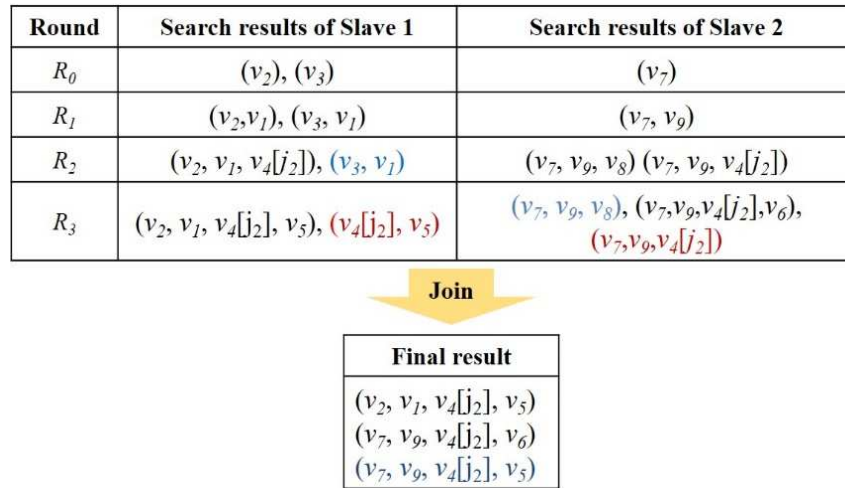 Round Search results of Slave 1 Search results of Slave 2
R₀ (v₂), (v₃) (v₇)
R₁ (v₂,v₁), (v₃, v₁) (v₇, v₉)
R₂ (v₂, v₁, v₄[j₂]), (v₃, v₁) (v₇, v₉, v₈) (v₇, v₉, v₄[j₂])
R₃ (v₂, v₁, v₄[j₂], v₅), (v₄[j₂], v₅) (v₇, v₉, v₈), (v₇,v₉,v₄[j₂],v₆),
(v₇,v₉,v₄[j₂])
Join
Final result
(v₂, v₁, v₄[j₂], v₅)
(v₇, v₉, v₄[j₂], v₆)
(v₇, v₉, v₄[j₂], v₅)